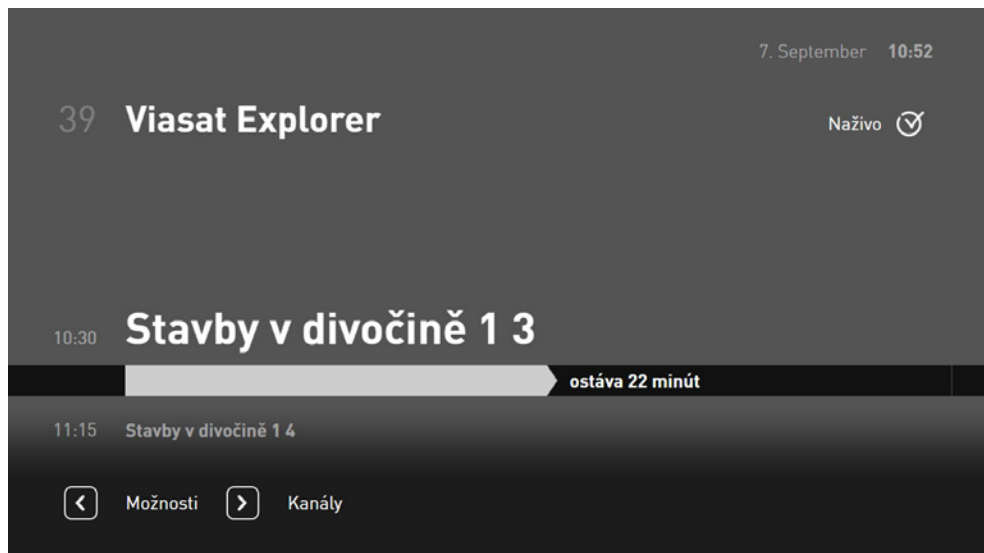 7. September 10:52
39 Viasat Explorer
Naživo
10:30 Stavby v divočině 1 3
ostáva 22 minút
11:15 Stavby v divočině 1 4
Možnosti Kanály